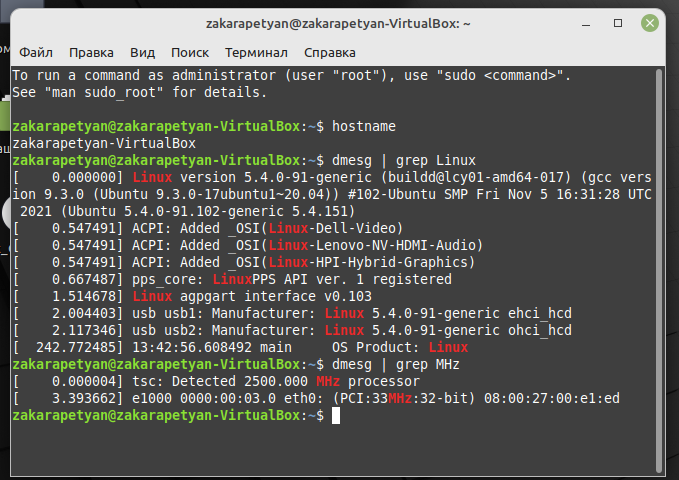 zakarapetyan@zakarapetyan-VirtualBox: ~
Файл Правка Вид Поиск Терминал Справка
To run a command as administrator (user "root"), use "sudo <command>".
See "man sudo_root" for details.
zakarapetyan@zakarapetyan-VirtualBox:~$ hostname
zakarapetyan-VirtualBox
zakarapetyan@zakarapetyan-VirtualBox:~$ dmesg | grep Linux
[    0.000000] Linux version 5.4.0-91-generic (buildd@lcy01-amd64-017) (gcc vers
ion 9.3.0 (Ubuntu 9.3.0-17ubuntu1~20.04)) #102-Ubuntu SMP Fri Nov 5 16:31:28 UTC
 2021 (Ubuntu 5.4.0-91.102-generic 5.4.151)
[    0.547491] ACPI: Added _OSI(Linux-Dell-Video)
[    0.547491] ACPI: Added _OSI(Linux-Lenovo-NV-HDMI-Audio)
[    0.547491] ACPI: Added _OSI(Linux-HPI-Hybrid-Graphics)
[    0.667487] pps_core: LinuxPPS API ver. 1 registered
[    1.514678] Linux agpgart interface v0.103
[    2.004403] usb usb1: Manufacturer: Linux 5.4.0-91-generic ehci_hcd
[    2.117346] usb usb2: Manufacturer: Linux 5.4.0-91-generic ohci_hcd
[  242.772485] 13:42:56.608492 main     OS Product: Linux
zakarapetyan@zakarapetyan-VirtualBox:~$ dmesg | grep MHz
[    0.000004] tsc: Detected 2500.000 MHz processor
[    3.393662] e1000 0000:00:03.0 eth0: (PCI:33MHz:32-bit) 08:00:27:00:e1:ed
zakarapetyan@zakarapetyan-VirtualBox:~$